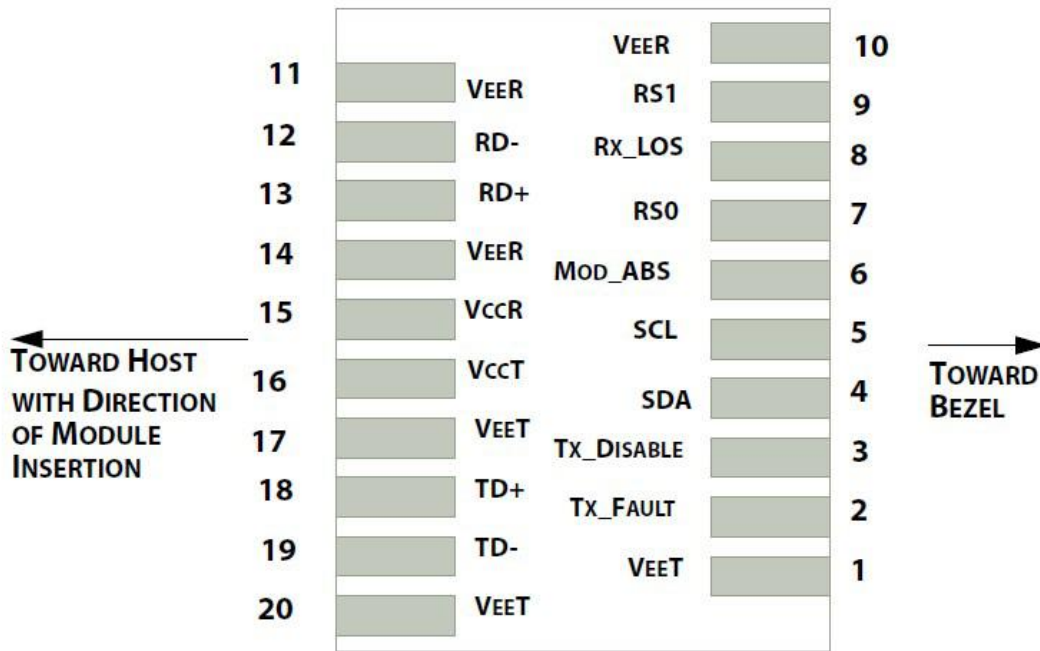 11 VEER
12 RD-
13 RD+
14 VEER
15 VCCR
16 VCCT
17 VEET
18 TD+
19 TD-
20 VEET
VEER 10
RS1 9
RX_LOS 8
RS0 7
MOD_ABS 6
SCL 5
SDA 4
TX_DISABLE 3
TX_FAULT 2
VEET 1
TOWARD HOST
WITH DIRECTION
OF MODULE
INSERTION
TOWARD
BEZEL